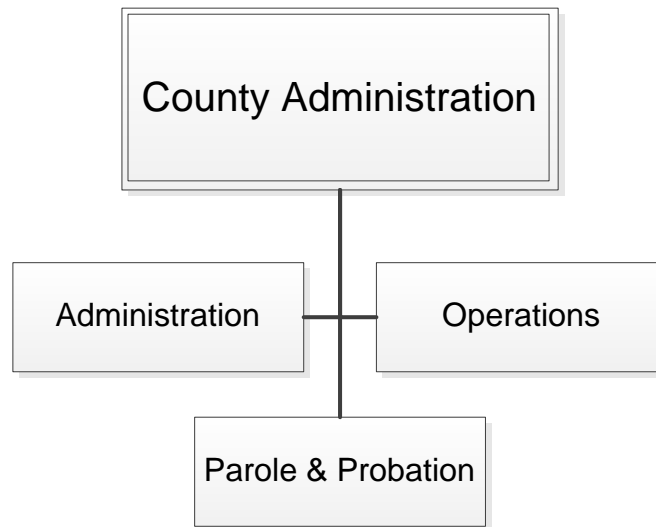 County Administration
Administration
Operations
Parole & Probation